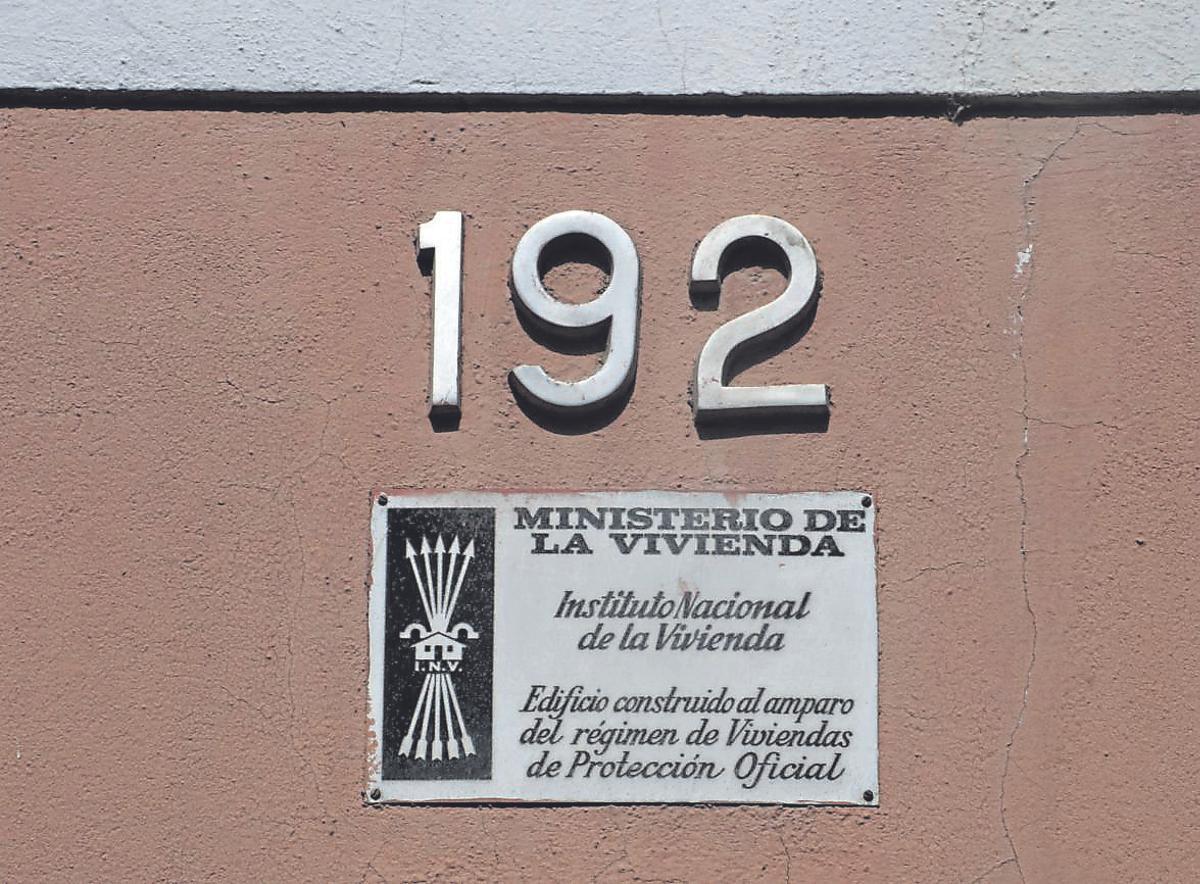 192
MINISTERIO DE
LA VIVIENDA
Instituto Nacional
de la Vivienda
I.N.V.
Edificio construido al amparo
del régimen de Viviendas
de Protección Oficial